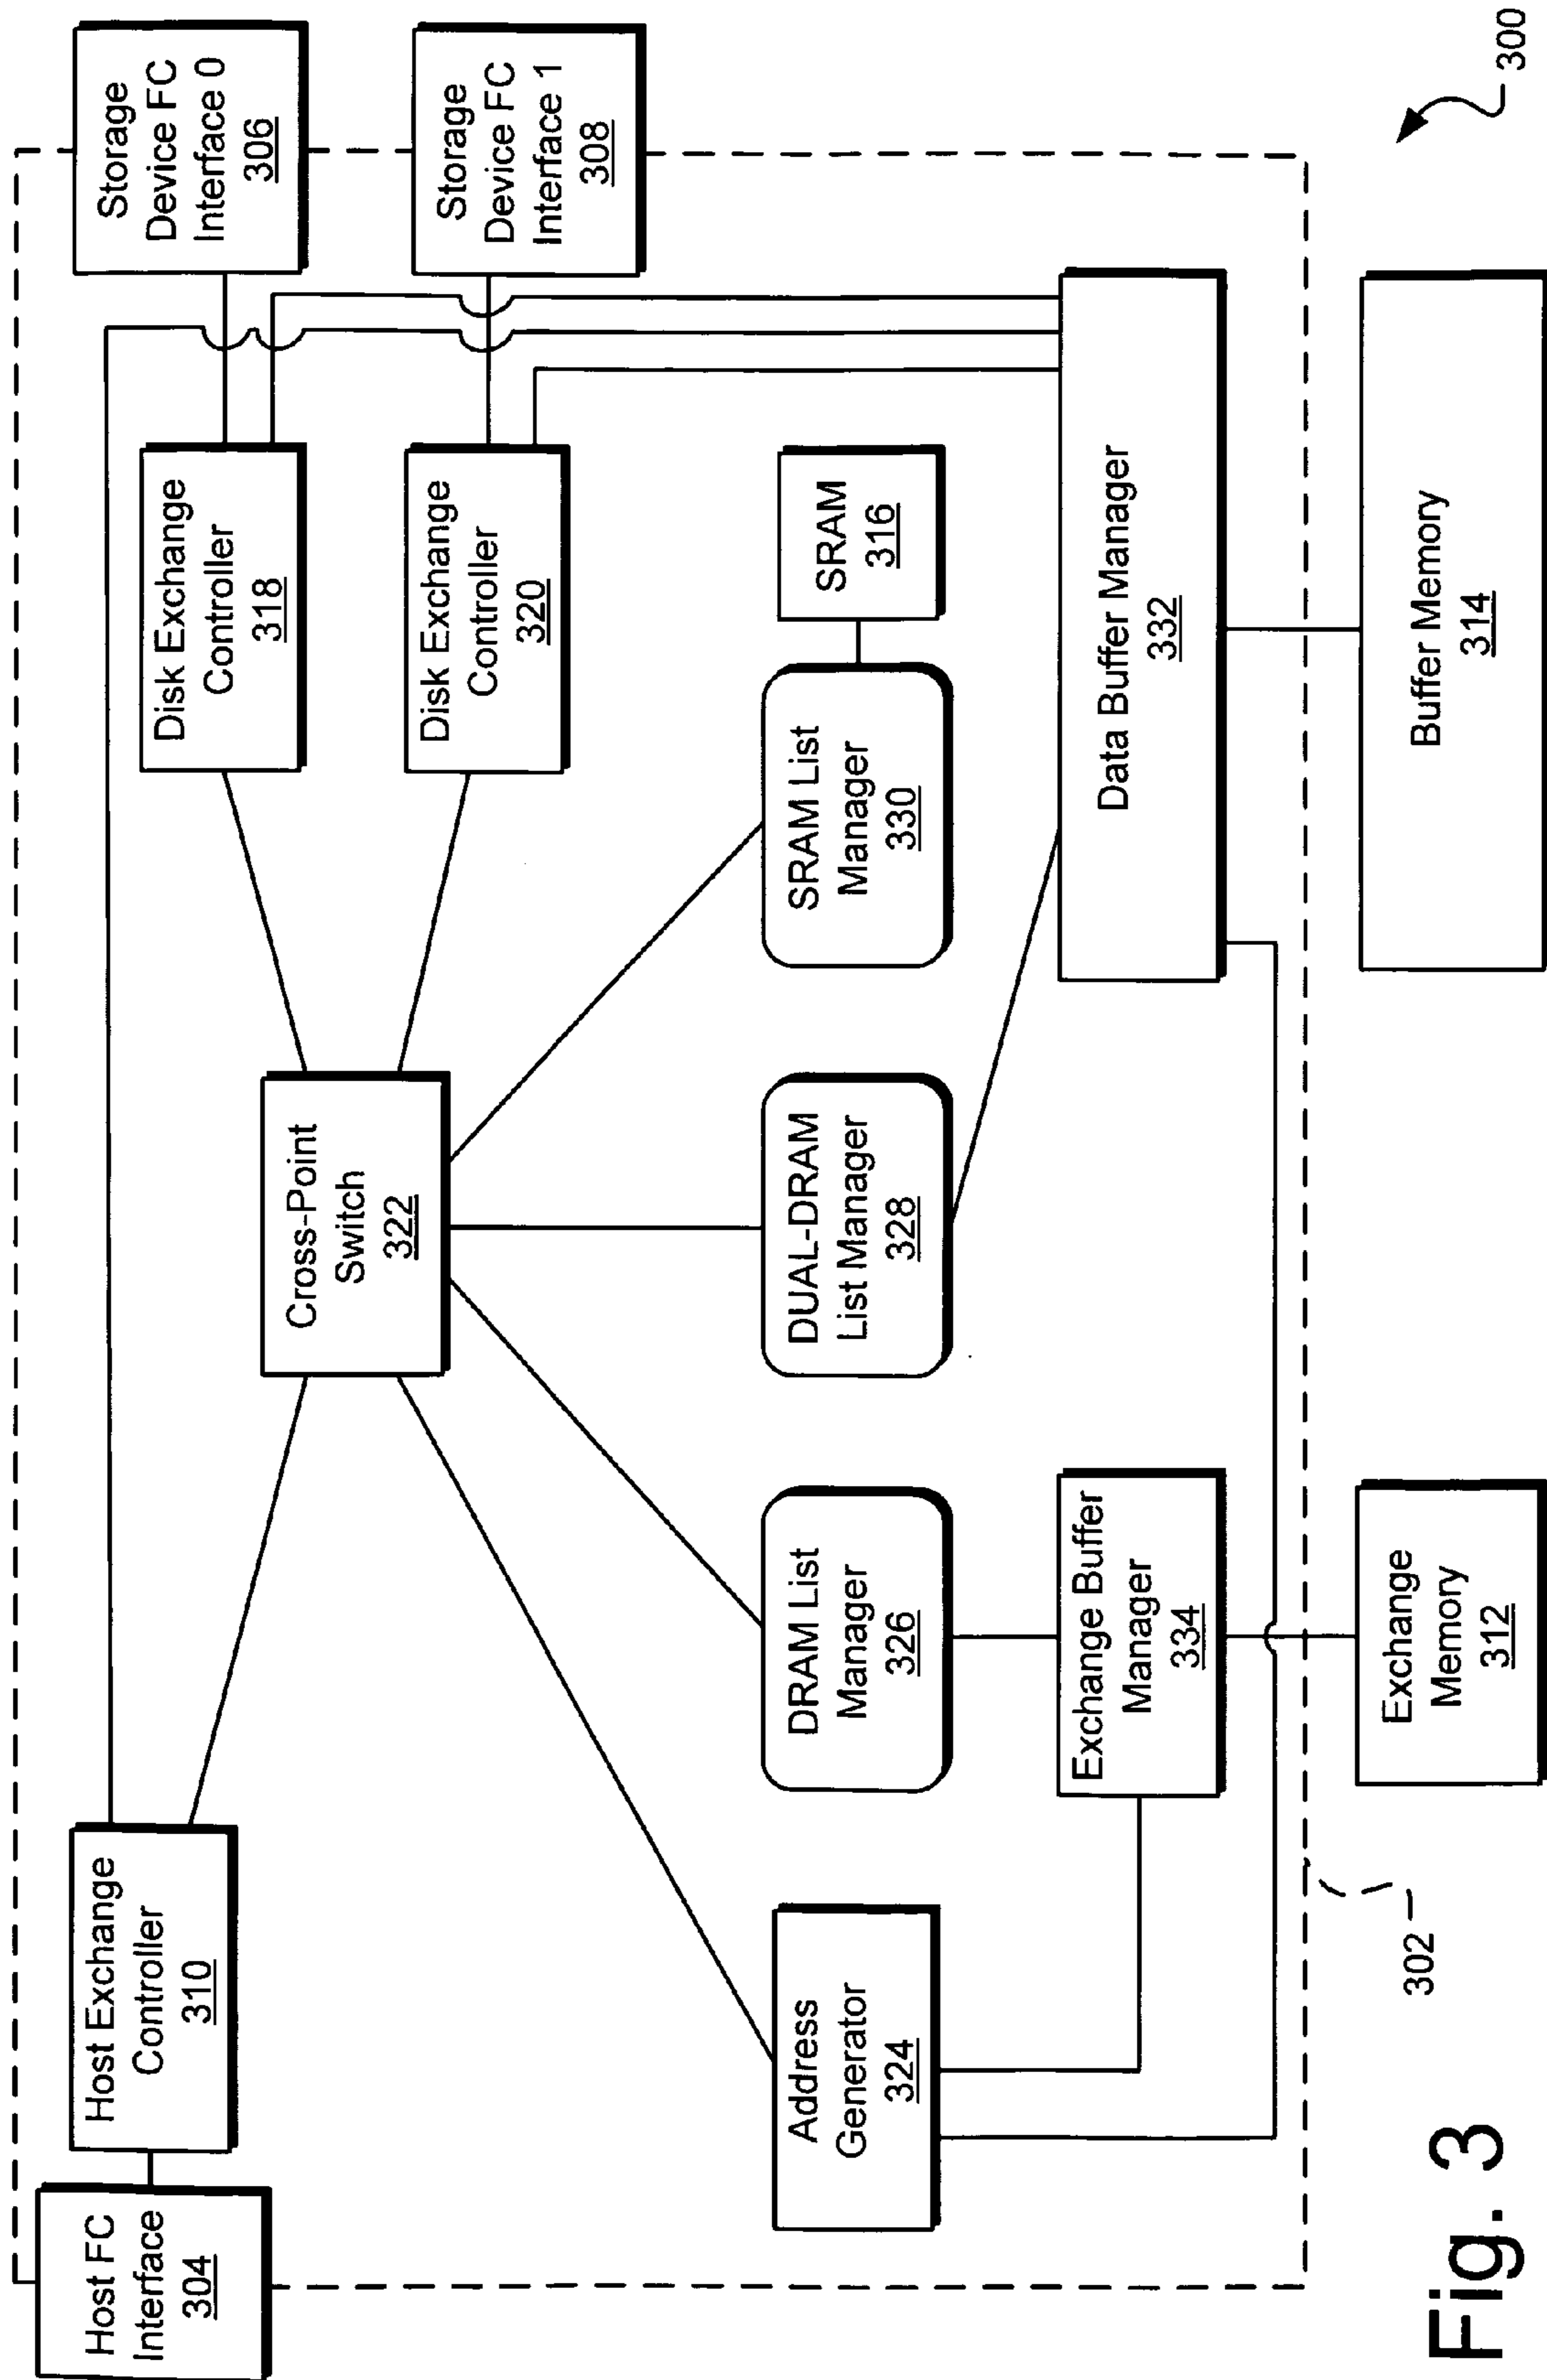 Host FC
Interface
304
Host Exchange
Controller
310
Cross-Point
Switch
322
Disk Exchange
Controller
318
Disk Exchange
Controller
320
Storage
Device FC
Interface 0
306
Storage
Device FC
Interface 1
308
Address
Generator
324
DRAM List
Manager
326
DUAL-DRAM
List Manager
328
SRAM List
Manager
330
SRAM
316
Exchange Buffer
Manager
334
Data Buffer Manager
332
302
Exchange
Memory
312
Buffer Memory
314
300
Fig. 3